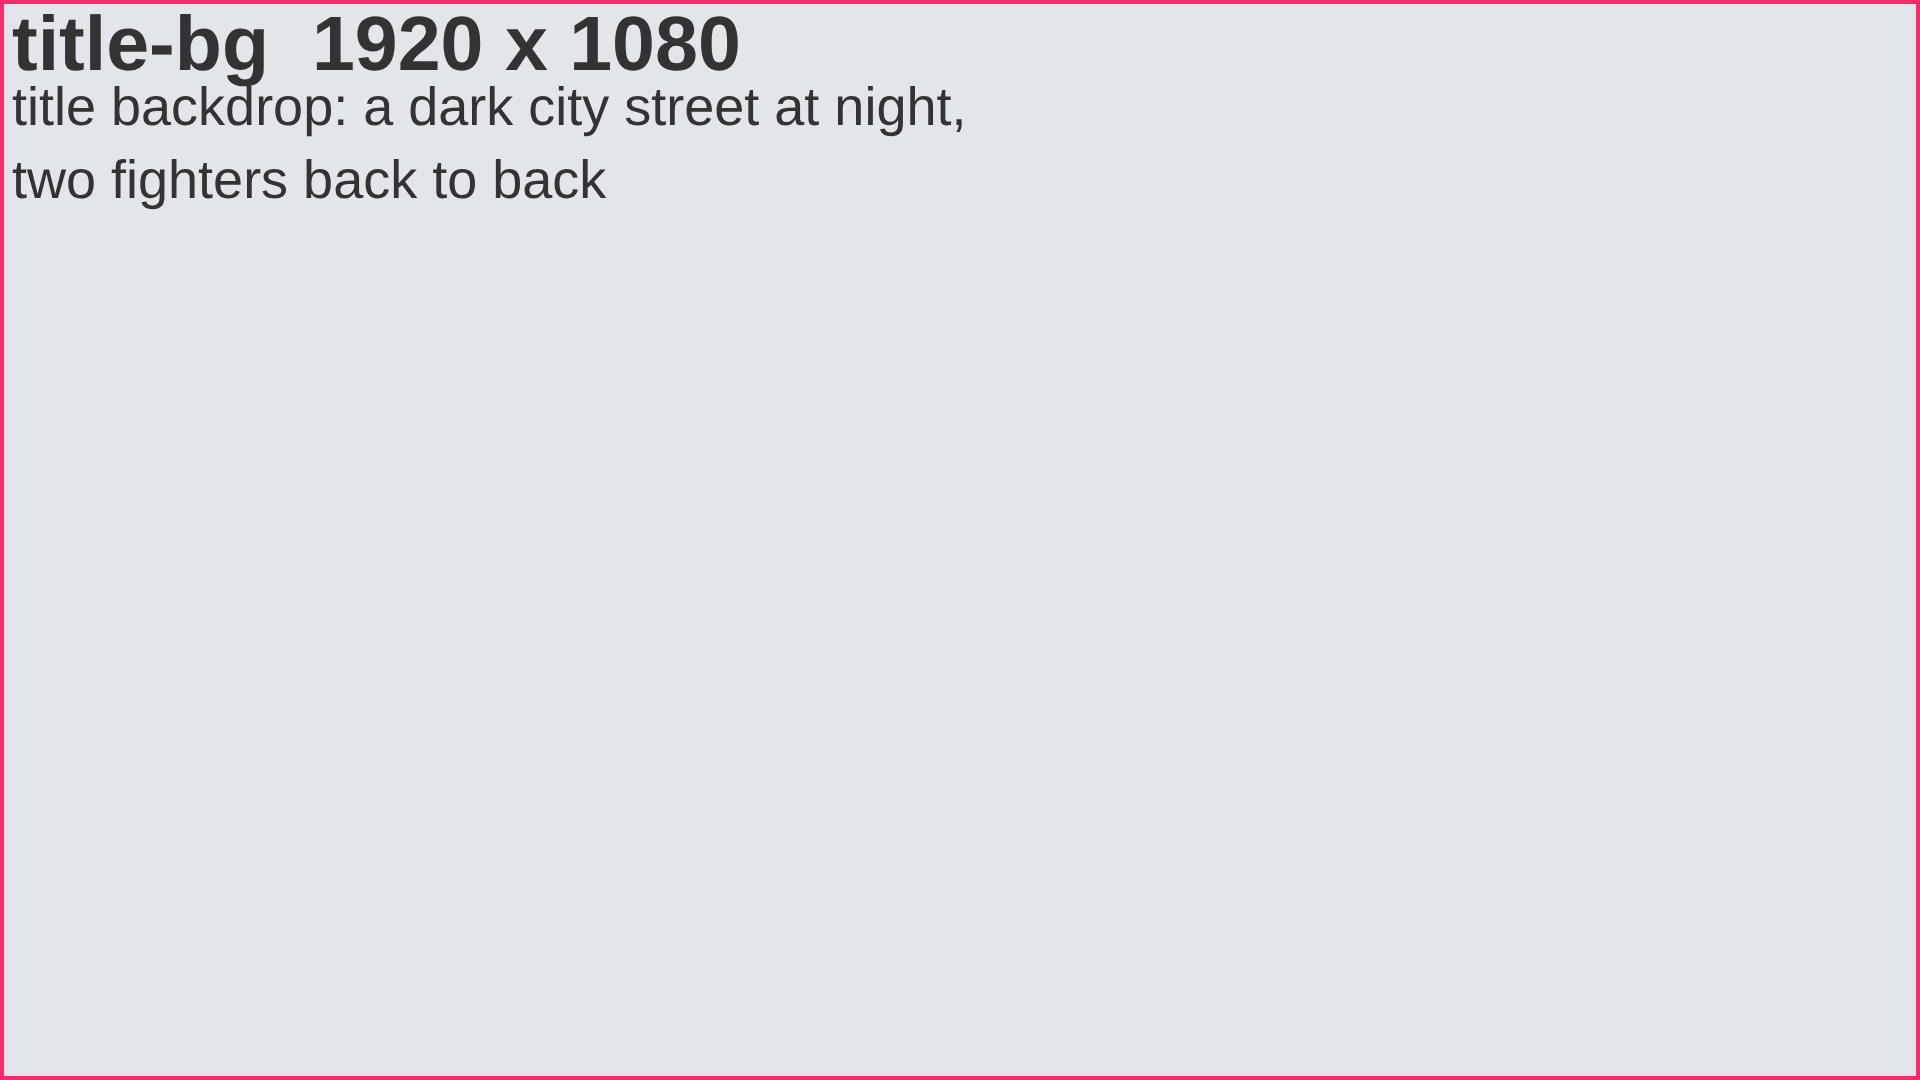 title-bg  1920 x 1080
title backdrop: a dark city street at night,
two fighters back to back